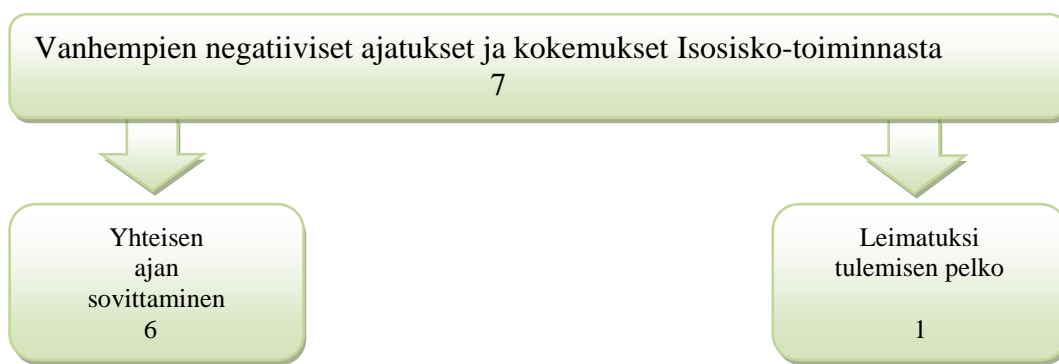 Vanhempien negatiiviset ajatukset ja kokemukset Isosisko-toiminnasta
7
Yhteisen
ajan
sovittaminen
6
Leimatuksi
tulemisen pelko
1